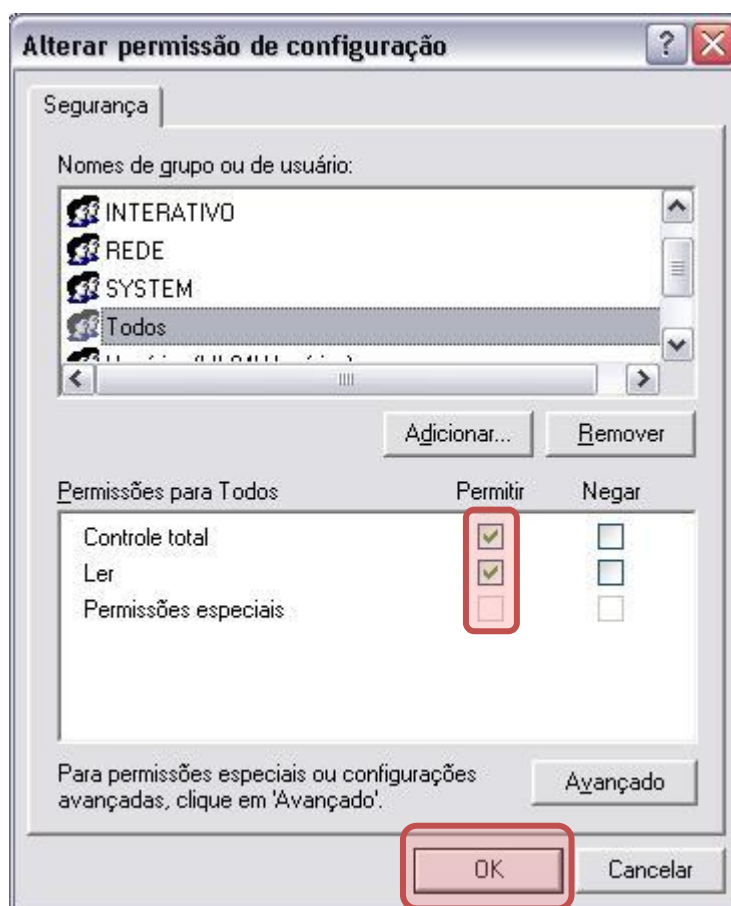 Alterar permissão de configuração
Segurança
Nomes de grupo ou de usuário:
INTERATIVO
REDE
SYSTEM
Todos
Adicionar... Remover
Permissões para Todos Permitir Negar
Controle total
Ler
Permissões especiais
Para permissões especiais ou configurações
avançadas, clique em 'Avançado'.
Avançado
OK Cancelar